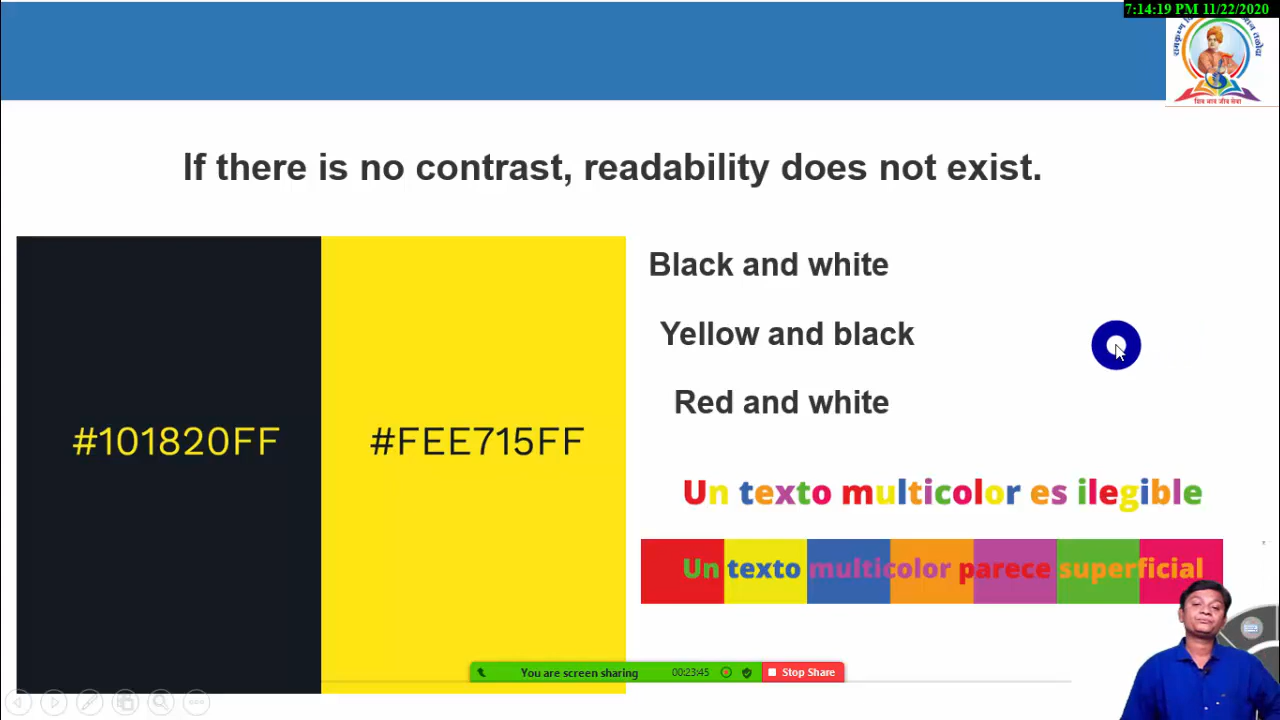 7:14:19 PM 11/22/2020
शिव भाव जीव सेवा
If there is no contrast, readability does not exist.
Black and white
Yellow and black
Red and white
#101820FF
#FEE715FF
Un texto multicolor es ilegible
Un texto multicolor parece superficial
You are screen sharing
00:23:45
Stop Share